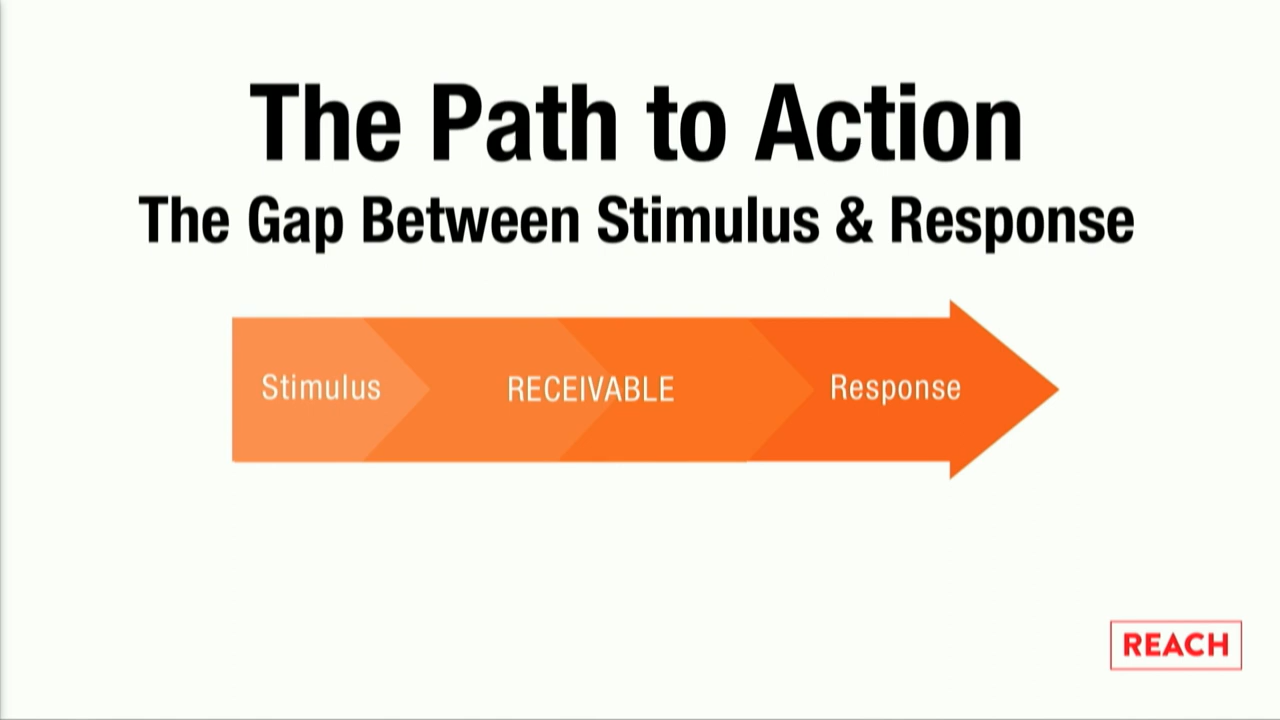 The Path to Action
The Gap Between Stimulus & Response
Stimulus RECEIVABLE Response
REACH